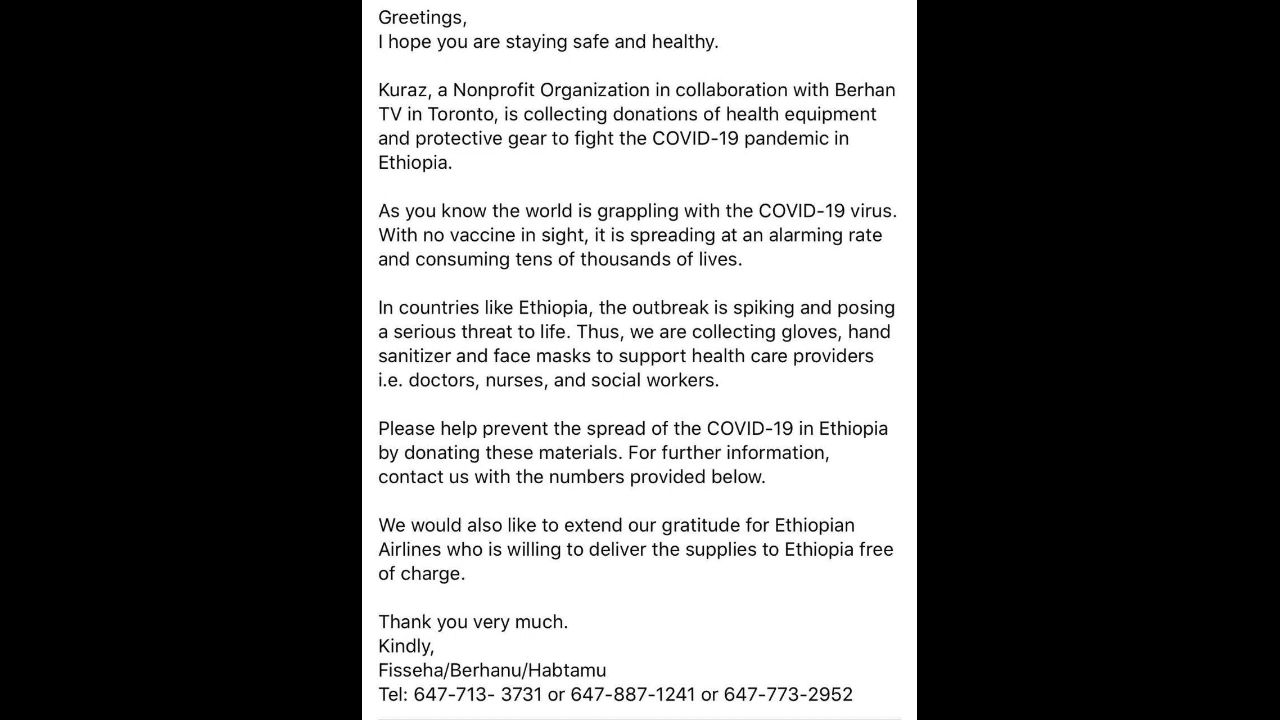 Greetings,
I hope you are staying safe and healthy.
Kuraz, a Nonprofit Organization in collaboration with Berhan
TV in Toronto, is collecting donations of health equipment
and protective gear to fight the COVID-19 pandemic in
Ethiopia.
As you know the world is grappling with the COVID-19 virus.
With no vaccine in sight, it is spreading at an alarming rate
and consuming tens of thousands of lives.
In countries like Ethiopia, the outbreak is spiking and posing
a serious threat to life. Thus, we are collecting gloves, hand
sanitizer and face masks to support health care providers
i.e. doctors, nurses, and social workers.
Please help prevent the spread of the COVID-19 in Ethiopia
by donating these materials. For further information,
contact us with the numbers provided below.
We would also like to extend our gratitude for Ethiopian
Airlines who is willing to deliver the supplies to Ethiopia free
of charge.
Thank you very much.
Kindly,
Fisseha/Berhanu/Habtamu
Tel: 647-713- 3731 or 647-887-1241 or 647-773-2952